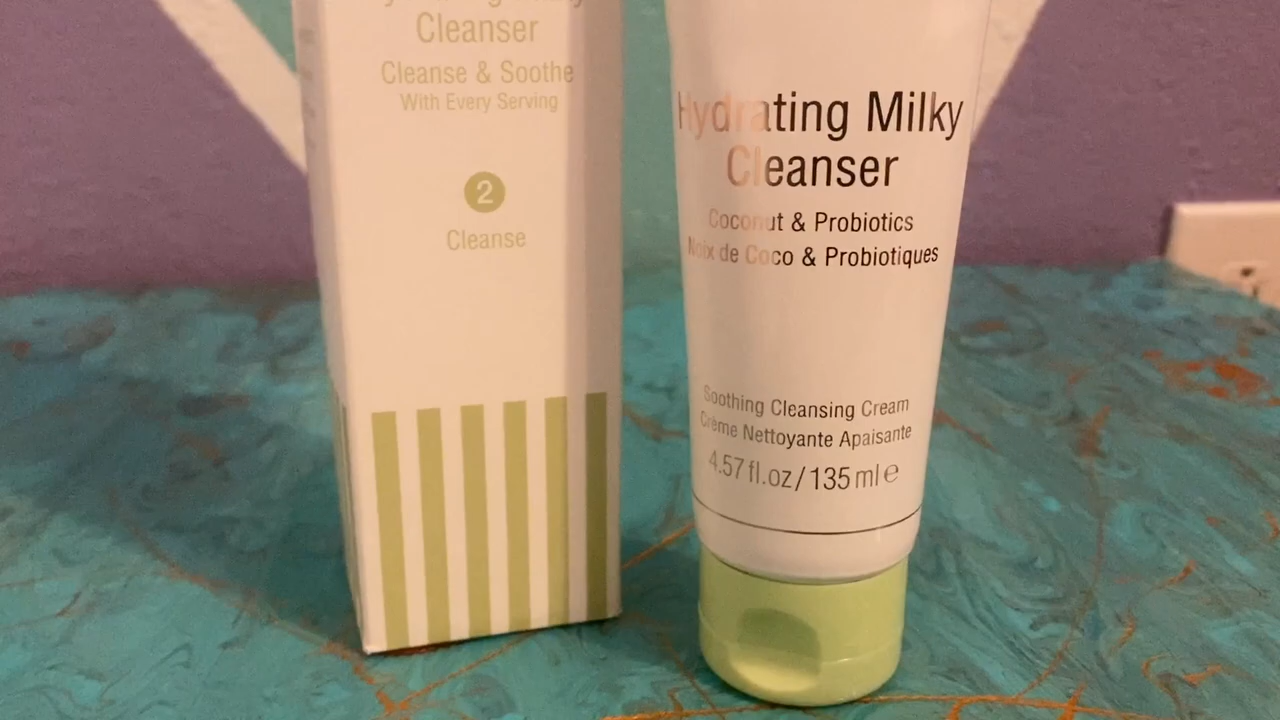 Cleanser
Cleanse & Soothe
With Every Serving
2
Cleanse
Hydrating Milky
Cleanser
Coconut & Probiotics
Noix de Coco & Probiotiques
Soothing Cleansing Cream
Crème Nettoyante Apaisante
4.57 fl.oz/135 ml e